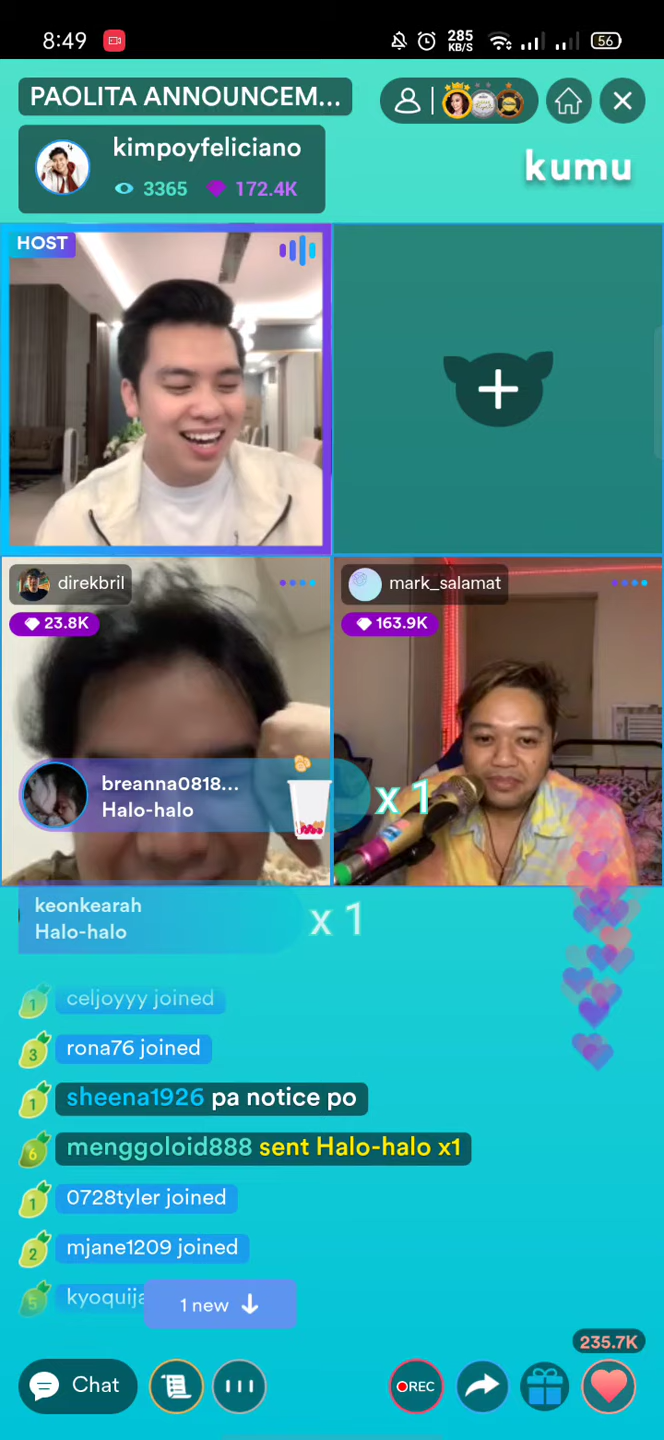 8:49
285
KB/S
56
PAOLITA ANNOUNCEM...
kimpoyfeliciano
3365 172.4K
kumu
HOST
direkbril
23.8K
mark_salamat
163.9K
breanna0818...
Halo-halo
x 1
keonkearah
Halo-halo
x 1
1 celjoyyy joined
3 rona76 joined
1 sheena1926 pa notice po
6 menggoloid888 sent Halo-halo x1
1 0728tyler joined
2 mjane1209 joined
5 kyoquija
1 new
235.7K
Chat
REC